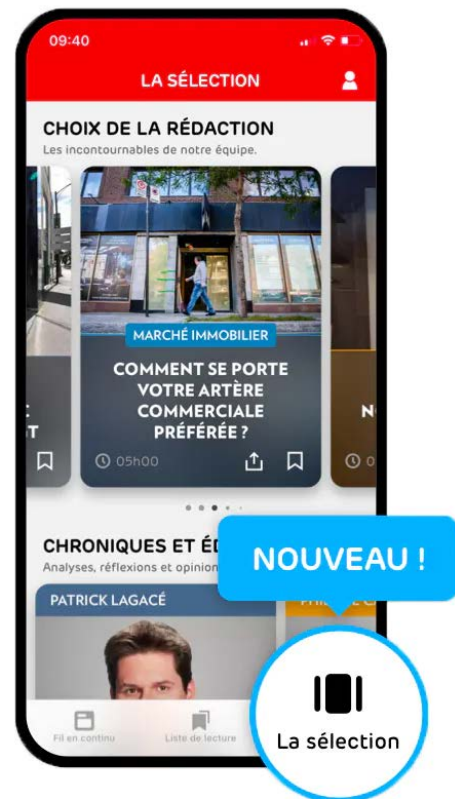 09:40
LA SÉLECTION
CHOIX DE LA RÉDACTION
Les incontournables de notre équipe.
MARCHÉ IMMOBILIER
COMMENT SE PORTE
VOTRE ARTÈRE
COMMERCIALE
PRÉFÉRÉE ?
T
N
05h00
0
CHRONIQUES ET ÉD
Analyses, réflexions et opinion
NOUVEAU !
PATRICK LAGACÉ
Fil en continu
Liste de lecture
La sélection